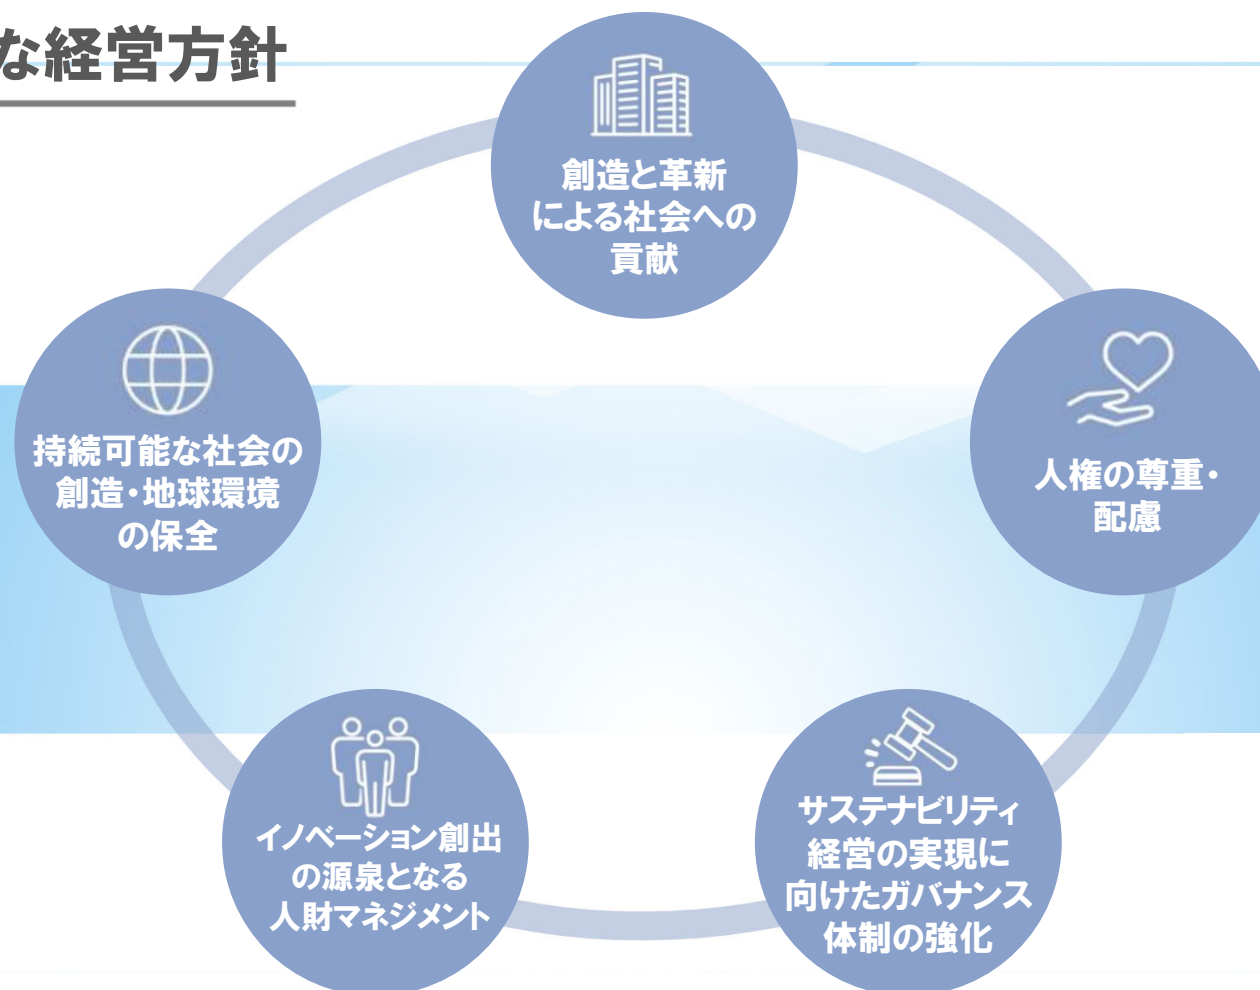 な経営方針
創造と革新
による社会への
貢献
人権の尊重・
配慮
サステナビリティ
経営の実現に
向けたガバナンス
体制の強化
イノベーション創出
の源泉となる
人財マネジメント
持続可能な社会の
創造・地球環境
の保全